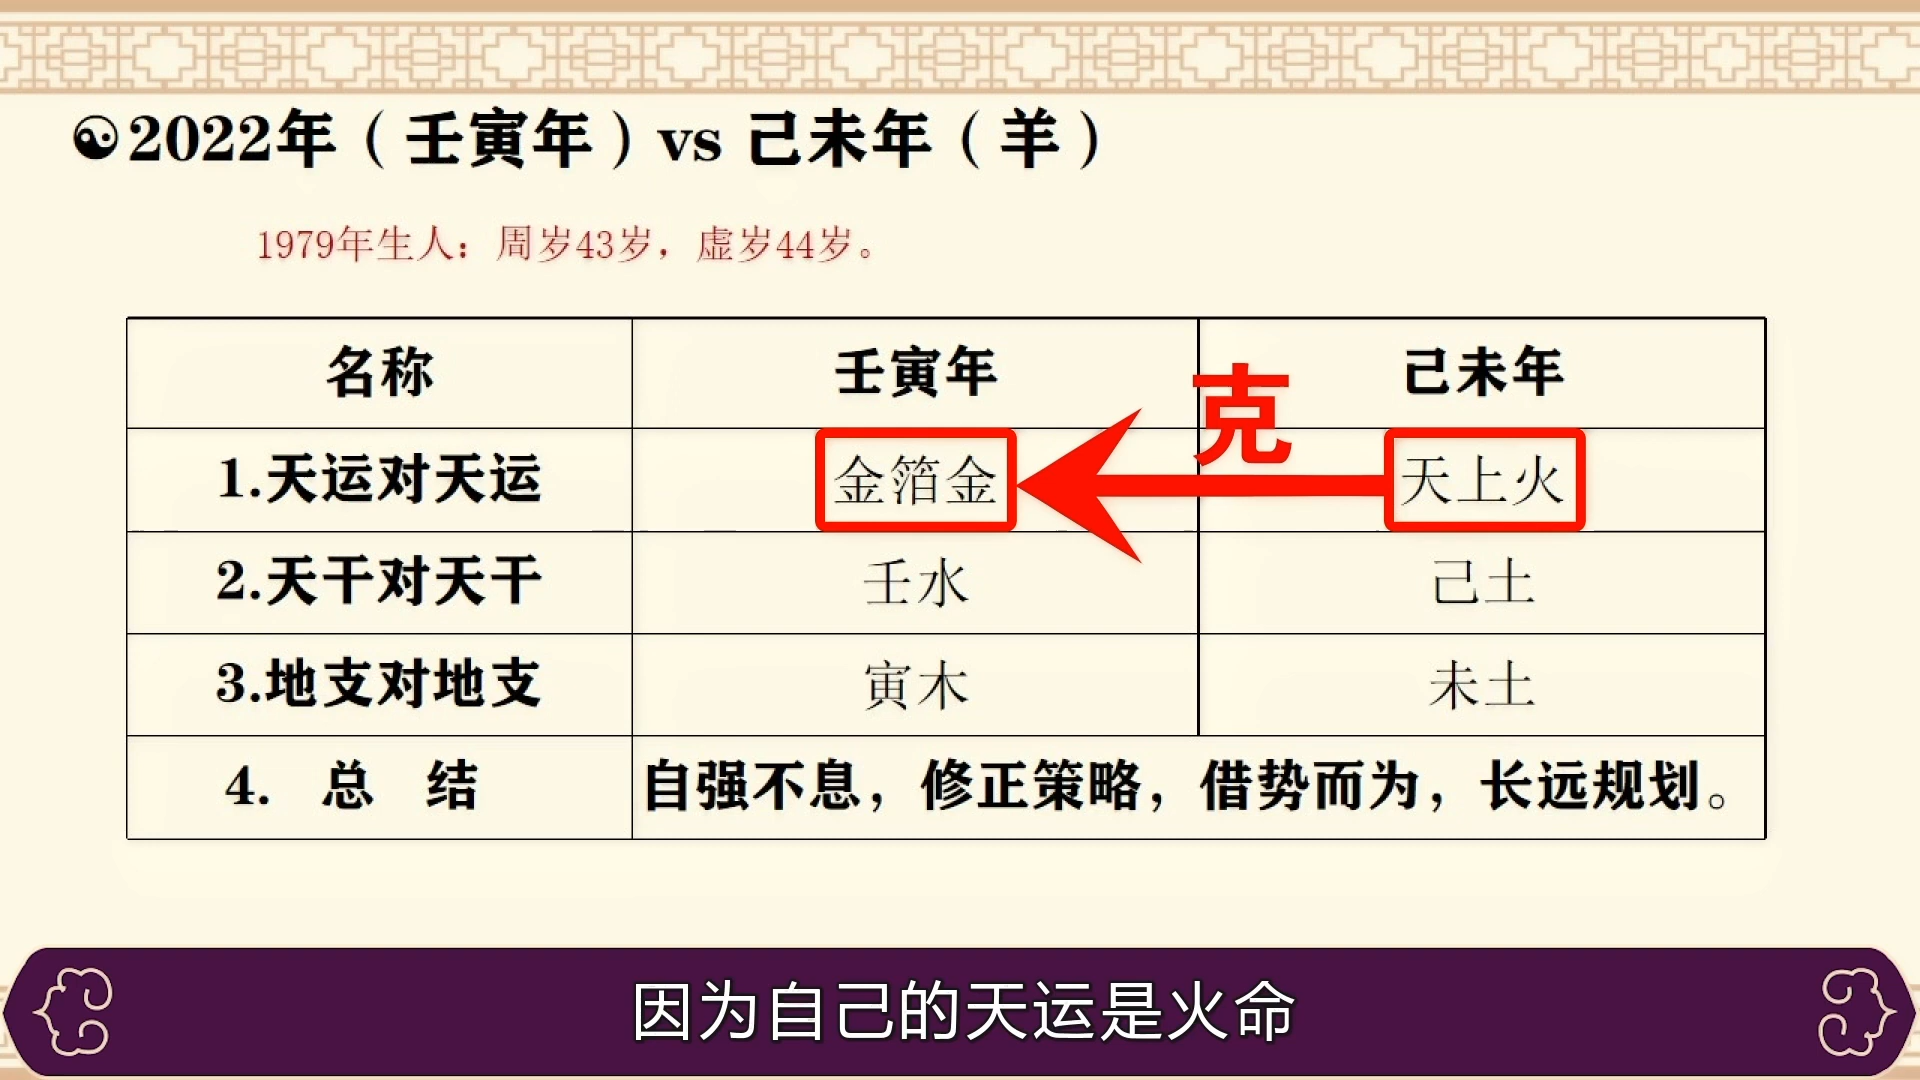 ☯2022年（壬寅年）vs 己未年（羊）
1979年生人：周岁43岁，虚岁44岁。
名称 壬寅年 己未年
克
1.天运对天运 金箔金 天上火
2.天干对天干 壬水 己土
3.地支对地支 寅木 未土
4. 总 结 自强不息，修正策略，借势而为，长远规划。
因为自己的天运是火命